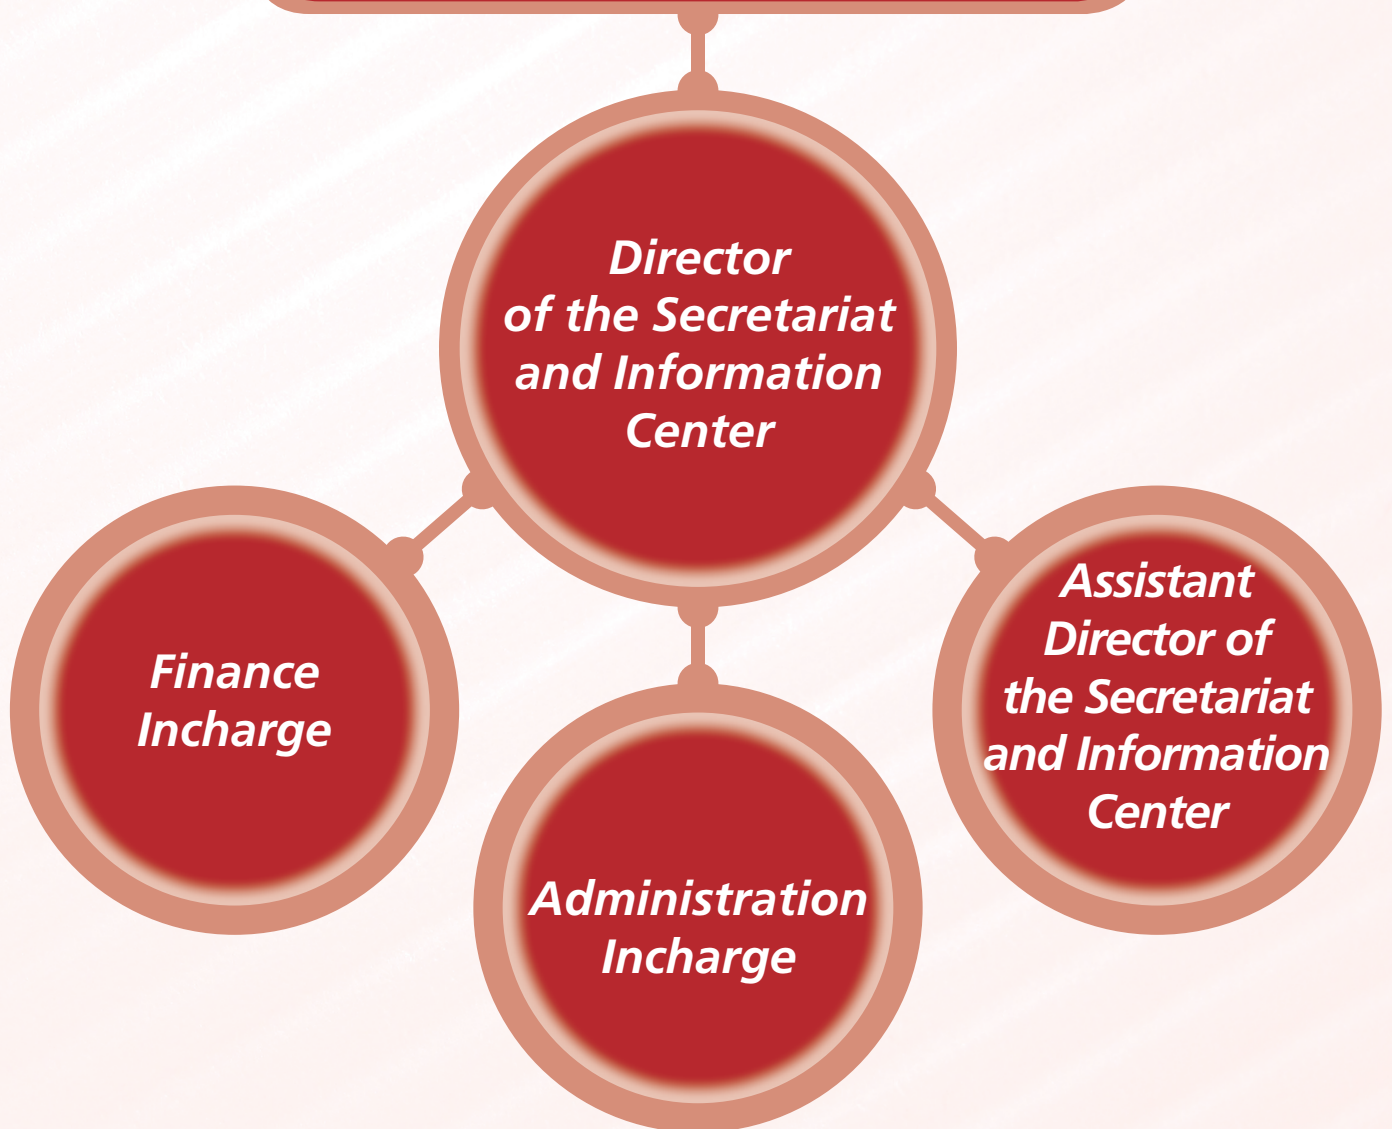 Director
of the Secretariat
and Information
Center
Finance
Incharge
Administration
Incharge
Assistant
Director of
the Secretariat
and Information
Center